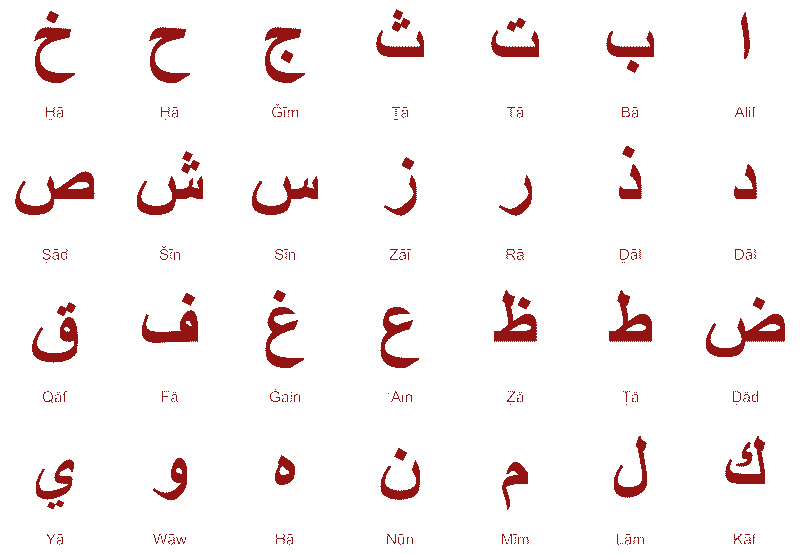 ا ب ت ث ج ح خ
Alif Bā Tā Ṯā Ǧīm Ḥā Ḫā
د ذ ر ز س ش ص
Dāl Ḏāl Rā Zāī Sīn Šīn Ṣād
ض ط ظ ع غ ف ق
Ḍād Ṭā Ẓā ʿAin Ġain Fā Qāf
ك ل م ن ه و ي
Kāf Lām Mīm Nūn Hā Wāw Yā